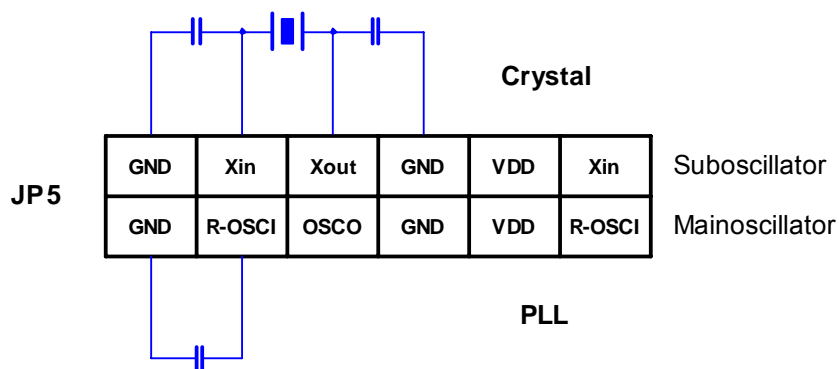 Crystal
GND Xin Xout GND VDD Xin Suboscillator
JP5
GND R-OSCI OSCO GND VDD R-OSCI Mainoscillator
PLL